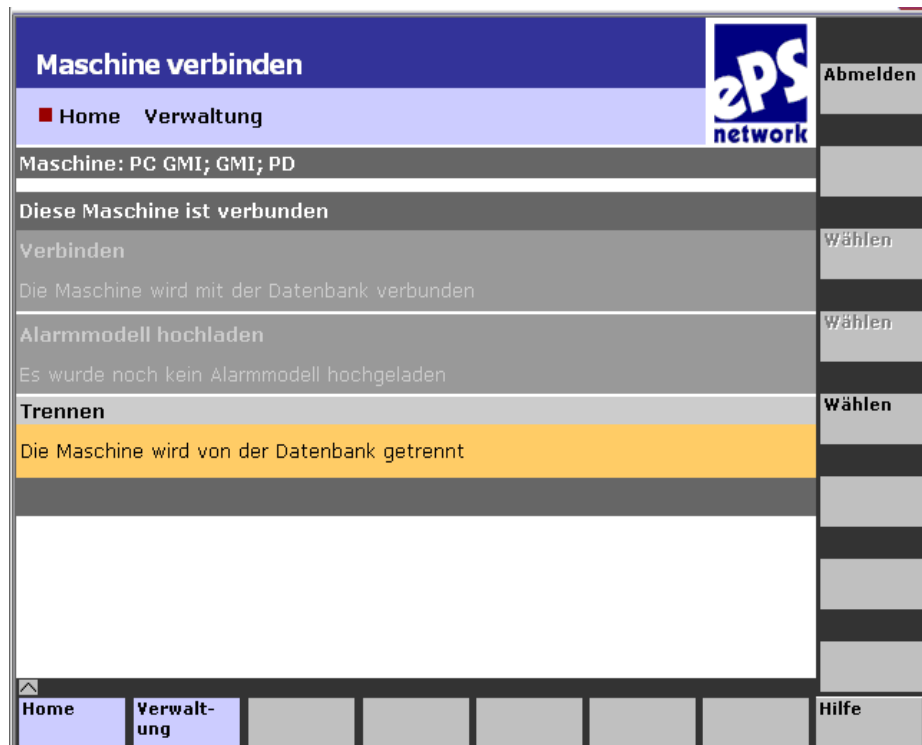 Maschine verbinden
ePS
network
Abmelden
Home Verwaltung
Maschine: PC GMI; GMI; PD
Diese Maschine ist verbunden
Verbinden
Wählen
Die Maschine wird mit der Datenbank verbunden
Alarmmodell hochladen
Wählen
Es wurde noch kein Alarmmodell hochgeladen
Trennen
Wählen
Die Maschine wird von der Datenbank getrennt
Home
Verwalt-
ung
Hilfe